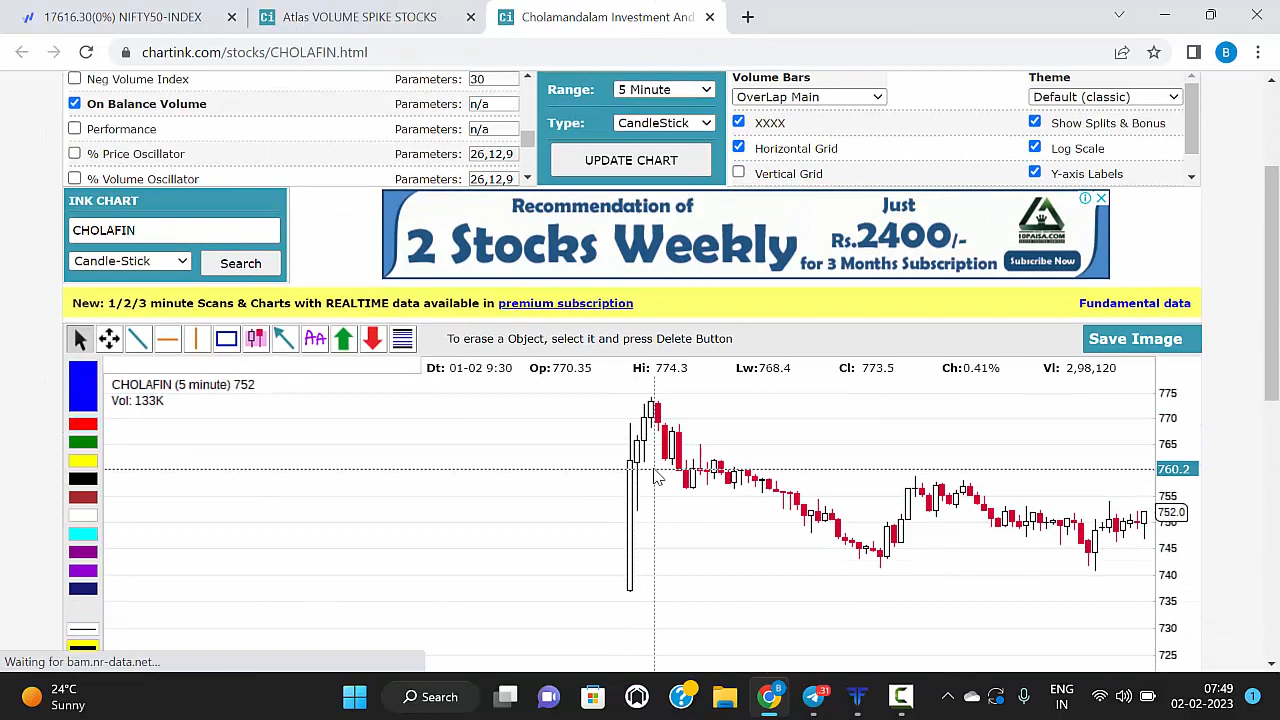 17616.30(0%) NIFTY50-INDEX
Atlas VOLUME SPIKE STOCKS
Cholamandalam Investment And
chartink.com/stocks/CHOLAFIN.html
B
Neg Volume Index Parameters: 30
On Balance Volume Parameters: n/a
Performance Parameters: n/a
% Price Oscillator Parameters: 26,12,9
% Volume Oscillator Parameters: 26,12,9
Range: 5 Minute
Type: CandleStick
UPDATE CHART
Volume Bars
OverLap Main
XXXX
Horizontal Grid
Vertical Grid
Theme
Default (classic)
Show Splits & Bonus
Log Scale
Y-axis Labels
INK CHART
CHOLAFIN
Candle-Stick
Search
Recommendation of
2 Stocks Weekly
Just
Rs.2400/-
for 3 Months Subscription
10PAISA.COM
Subscribe Now
New: 1/2/3 minute Scans & Charts with REALTIME data available in premium subscription
Fundamental data
AA
To erase a Object, select it and press Delete Button
Save Image
Dt: 01-02 9:30 Op:770.35 Hi: 774.3 Lw:768.4 Cl: 773.5 Ch:0.41% Vl: 2,98,120
CHOLAFIN (5 minute) 752
Vol: 133K
775
770
765
760.2
755
752.0
750
745
740
735
730
725
Waiting for bam.nr-data.net...
24°C
Sunny
Search
B
31
ENG
IN
07:49
02-02-2023
1